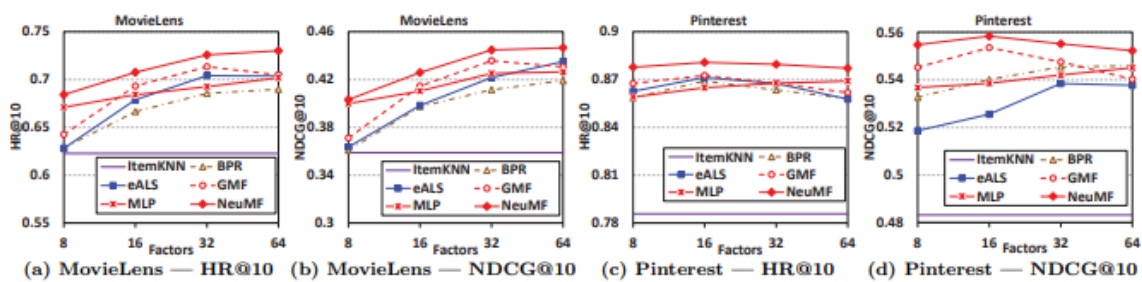 MovieLens
0.75
0.7
0.65
0.6
0.55
HR@10
ItemKNN
BPR
eALS
GMF
MLP
NeuMF
8
16
32
64
Factors
(a) MovieLens — HR@10
MovieLens
0.46
0.42
0.38
0.34
0.3
NDCG@10
ItemKNN
BPR
eALS
GMF
MLP
NeuMF
8
16
32
64
Factors
(b) MovieLens — NDCG@10
Pinterest
0.9
0.87
0.84
0.81
0.78
HR@10
ItemKNN
BPR
eALS
GMF
MLP
NeuMF
8
16
32
64
Factors
(c) Pinterest — HR@10
Pinterest
0.56
0.54
0.52
0.5
0.48
NDCG@10
ItemKNN
BPR
eALS
GMF
MLP
NeuMF
8
16
32
64
Factors
(d) Pinterest — NDCG@10